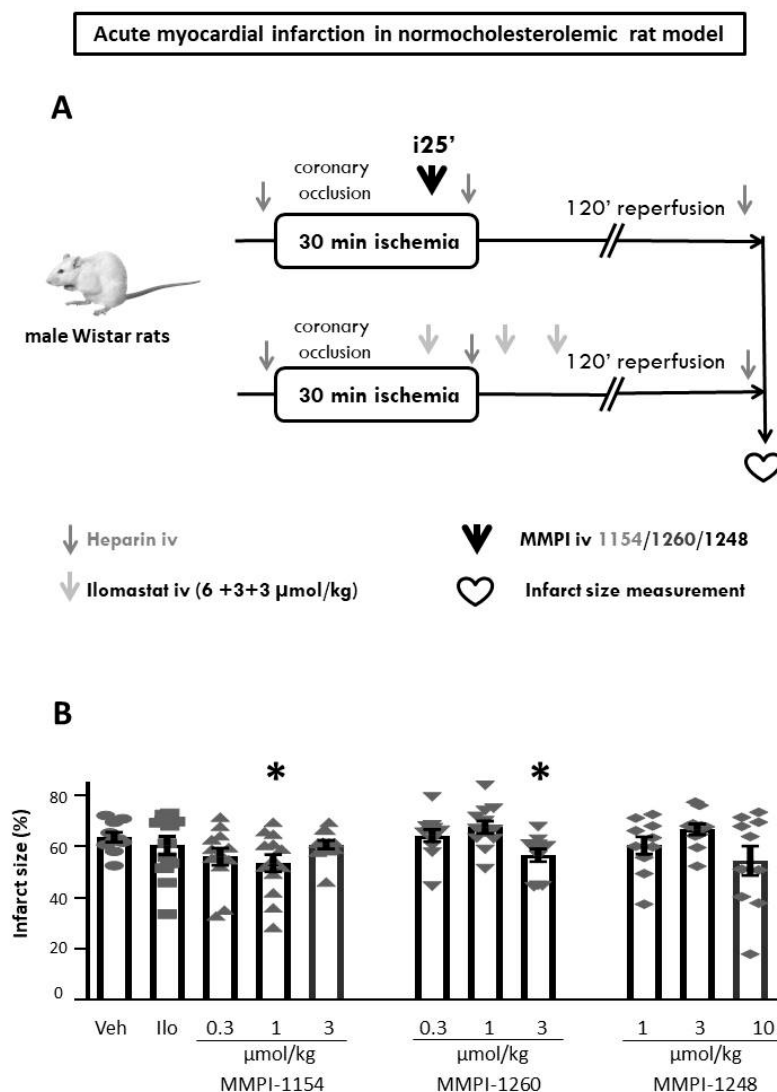 Acute myocardial infarction in normocholesterolemic rat model
A
i25'
coronary
occlusion
30 min ischemia
120' reperfusion
male Wistar rats
coronary
occlusion
30 min ischemia
120' reperfusion
Heparin iv
MMPI iv 1154/1260/1248
Ilomastat iv (6 +3+3 μmol/kg)
Infarct size measurement
B
*
*
Infarct size (%)
80
60
40
20
0
Veh Ilo 0.3 1 3 0.3 1 3 1 3 10
μmol/kg μmol/kg μmol/kg
MMPI-1154 MMPI-1260 MMPI-1248